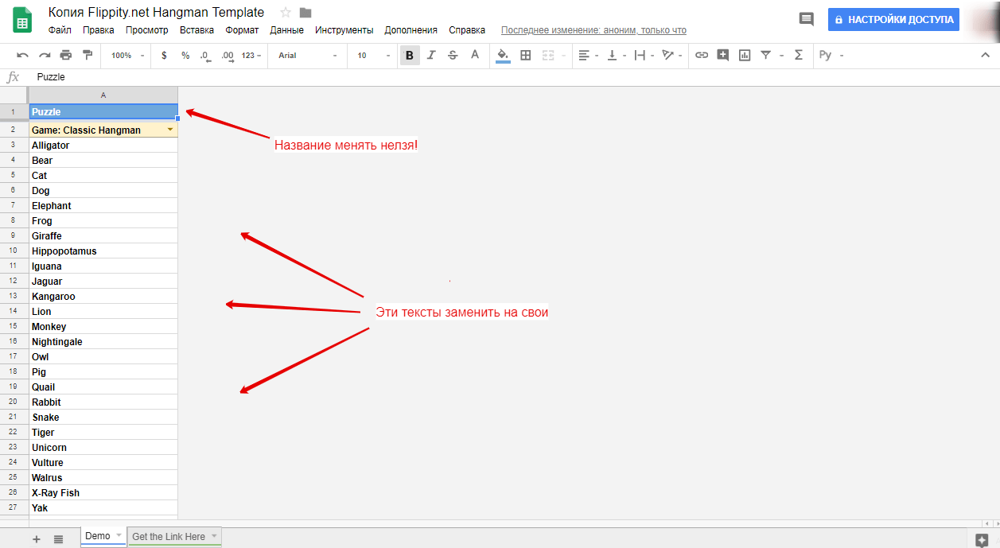 Копия Flippity.net Hangman Template
Файл Правка Просмотр Вставка Формат Данные Инструменты Дополнения Справка Последнее изменение: аноним, только что
НАСТРОЙКИ ДОСТУПА
100% $ % .0 .00 123 Arial 10 B I S A Σ Py
fx Puzzle
A
1 Puzzle
2 Game: Classic Hangman
Название менять нелзя!
3 Alligator
4 Bear
5 Cat
6 Dog
7 Elephant
8 Frog
9 Giraffe
10 Hippopotamus
11 Iguana
12 Jaguar
13 Kangaroo
14 Lion
Эти тексты заменить на свои
15 Monkey
16 Nightingale
17 Owl
18 Pig
19 Quail
20 Rabbit
21 Snake
22 Tiger
23 Unicorn
24 Vulture
25 Walrus
26 X-Ray Fish
27 Yak
Demo Get the Link Here